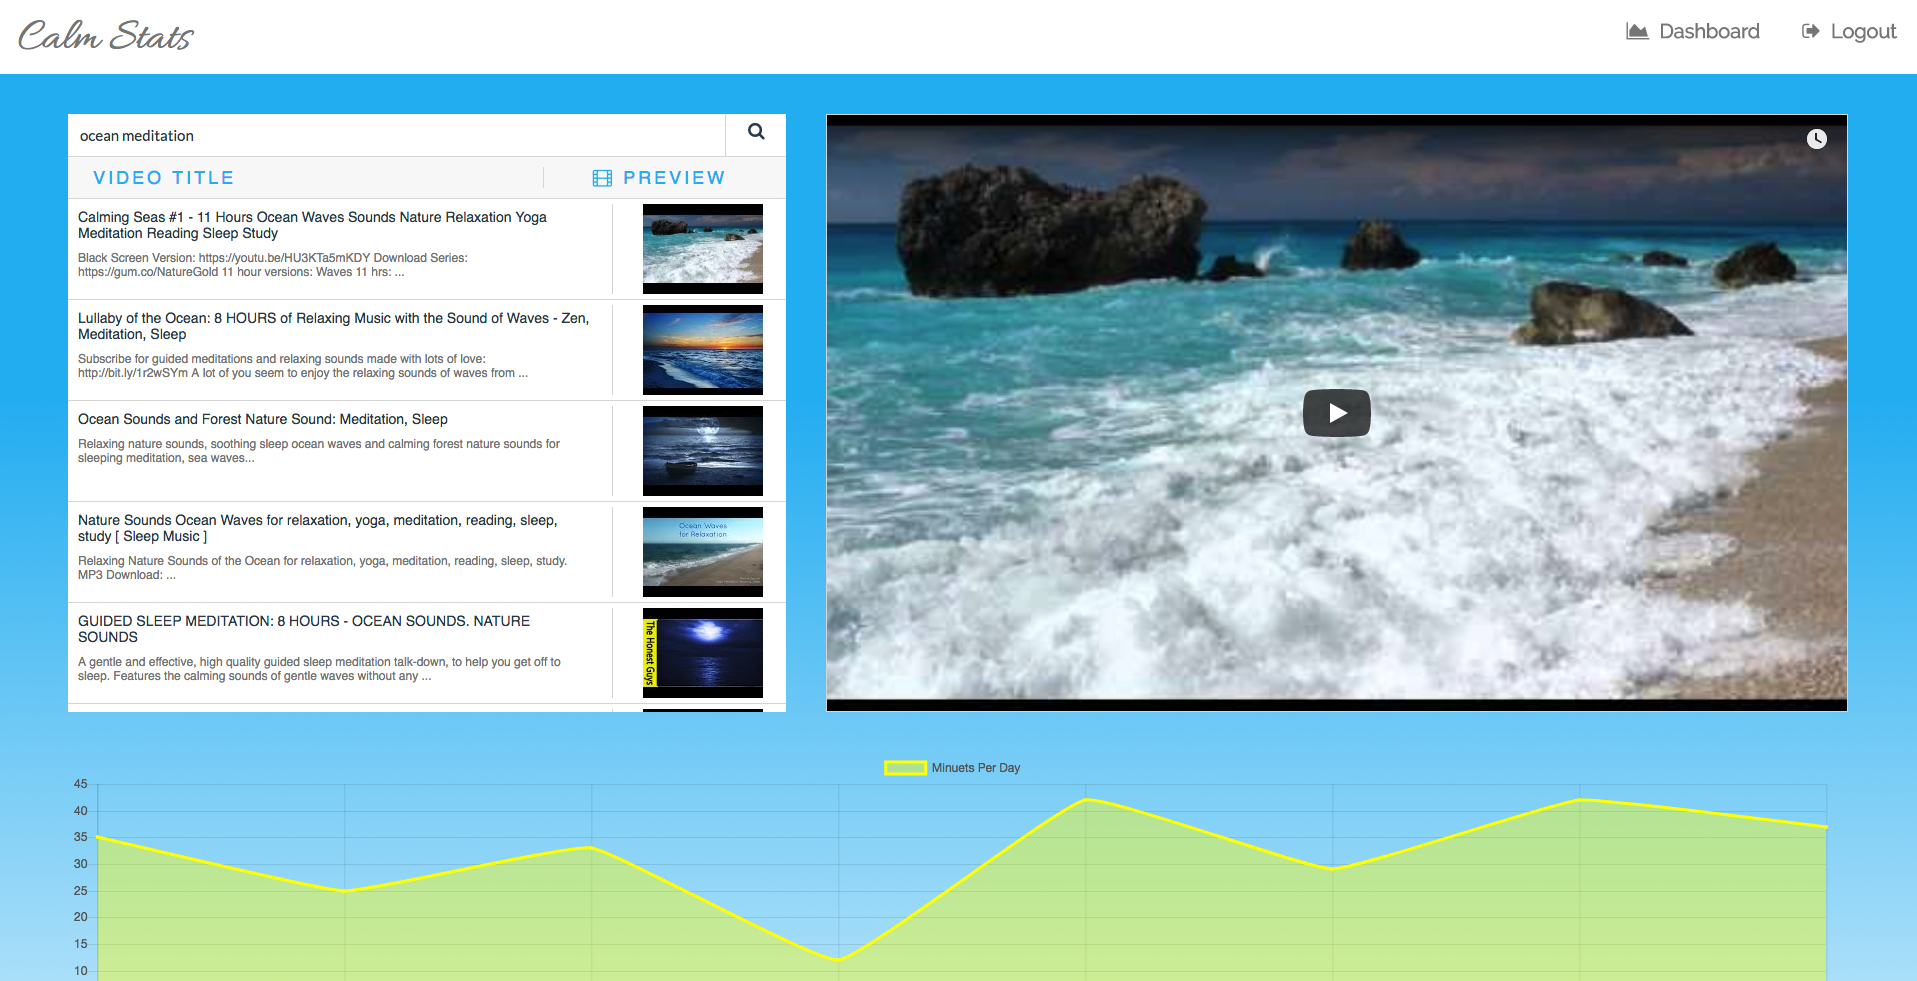 Calm Stats
Dashboard
Logout
ocean meditation
VIDEO TITLE
PREVIEW
Calming Seas #1 - 11 Hours Ocean Waves Sounds Nature Relaxation Yoga
Meditation Reading Sleep Study
Black Screen Version: https://youtu.be/HU3KTa5mKDY Download Series:
https://gum.co/NatureGold 11 hour versions: Waves 11 hrs: ...
Lullaby of the Ocean: 8 HOURS of Relaxing Music with the Sound of Waves - Zen,
Meditation, Sleep
Subscribe for guided meditations and relaxing sounds made with lots of love:
http://bit.ly/1r2wSYm A lot of you seem to enjoy the relaxing sounds of waves from ...
Ocean Sounds and Forest Nature Sound: Meditation, Sleep
Relaxing nature sounds, soothing sleep ocean waves and calming forest nature sounds for
sleeping meditation, sea waves...
Nature Sounds Ocean Waves for relaxation, yoga, meditation, reading, sleep,
study [ Sleep Music ]
Relaxing Nature Sounds of the Ocean for relaxation, yoga, meditation, reading, sleep, study.
MP3 Download: ...
Ocean Waves
for Relaxation
GUIDED SLEEP MEDITATION: 8 HOURS - OCEAN SOUNDS. NATURE
SOUNDS
A gentle and effective, high quality guided sleep meditation talk-down, to help you get off to
sleep. Features the calming sounds of gentle waves without any ...
The Honest Guys
Minuets Per Day
45
40
35
30
25
20
15
10